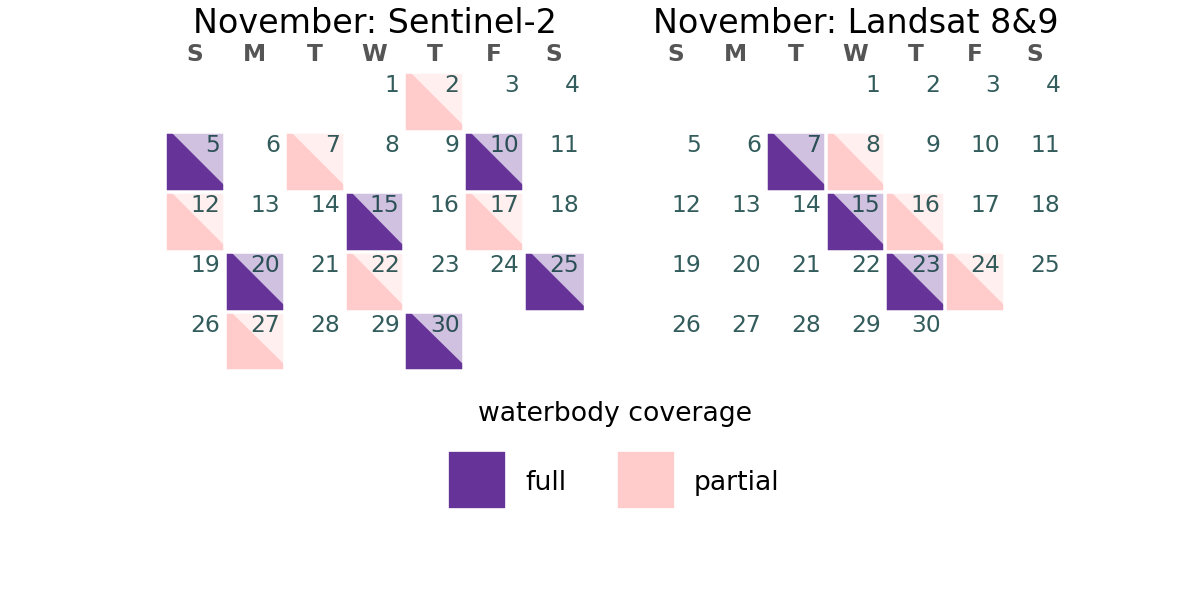 November: Sentinel-2
S M T W T F S
1 2 3 4
5 6 7 8 9 10 11
12 13 14 15 16 17 18
19 20 21 22 23 24 25
26 27 28 29 30
November: Landsat 8&9
S M T W T F S
1 2 3 4
5 6 7 8 9 10 11
12 13 14 15 16 17 18
19 20 21 22 23 24 25
26 27 28 29 30
waterbody coverage
full partial